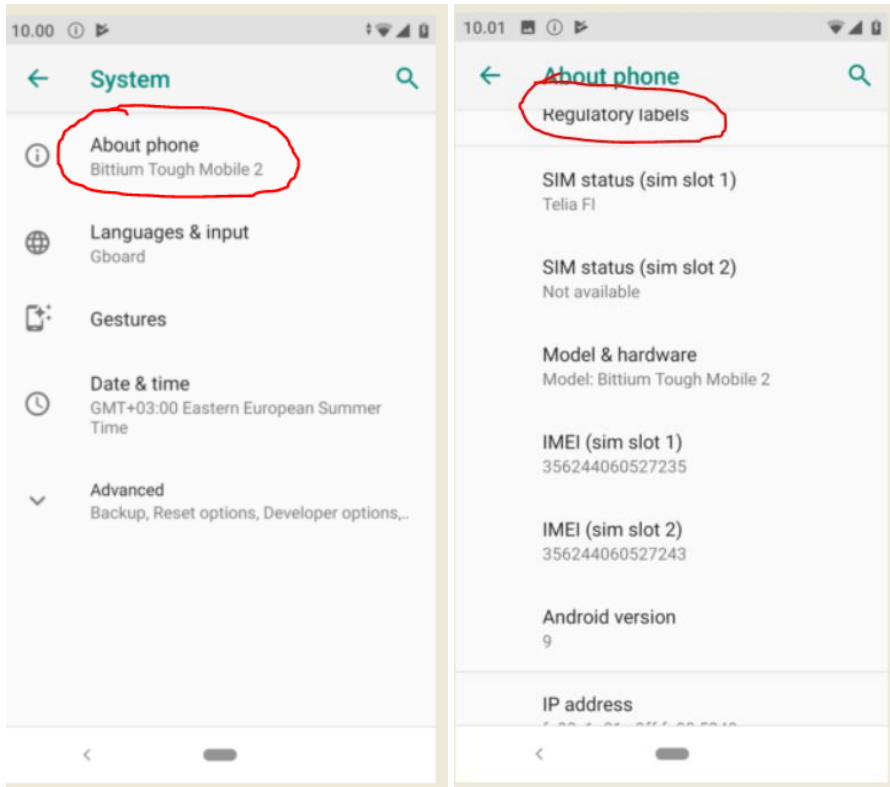 10.00
System
About phone
Bittium Tough Mobile 2
Languages & input
Gboard
Gestures
Date & time
GMT+03:00 Eastern European Summer
Time
Advanced
Backup, Reset options, Developer options,..
10.01
About phone
Regulatory labels
SIM status (sim slot 1)
Telia FI
SIM status (sim slot 2)
Not available
Model & hardware
Model: Bittium Tough Mobile 2
IMEI (sim slot 1)
356244060527235
IMEI (sim slot 2)
356244060527243
Android version
9
IP address